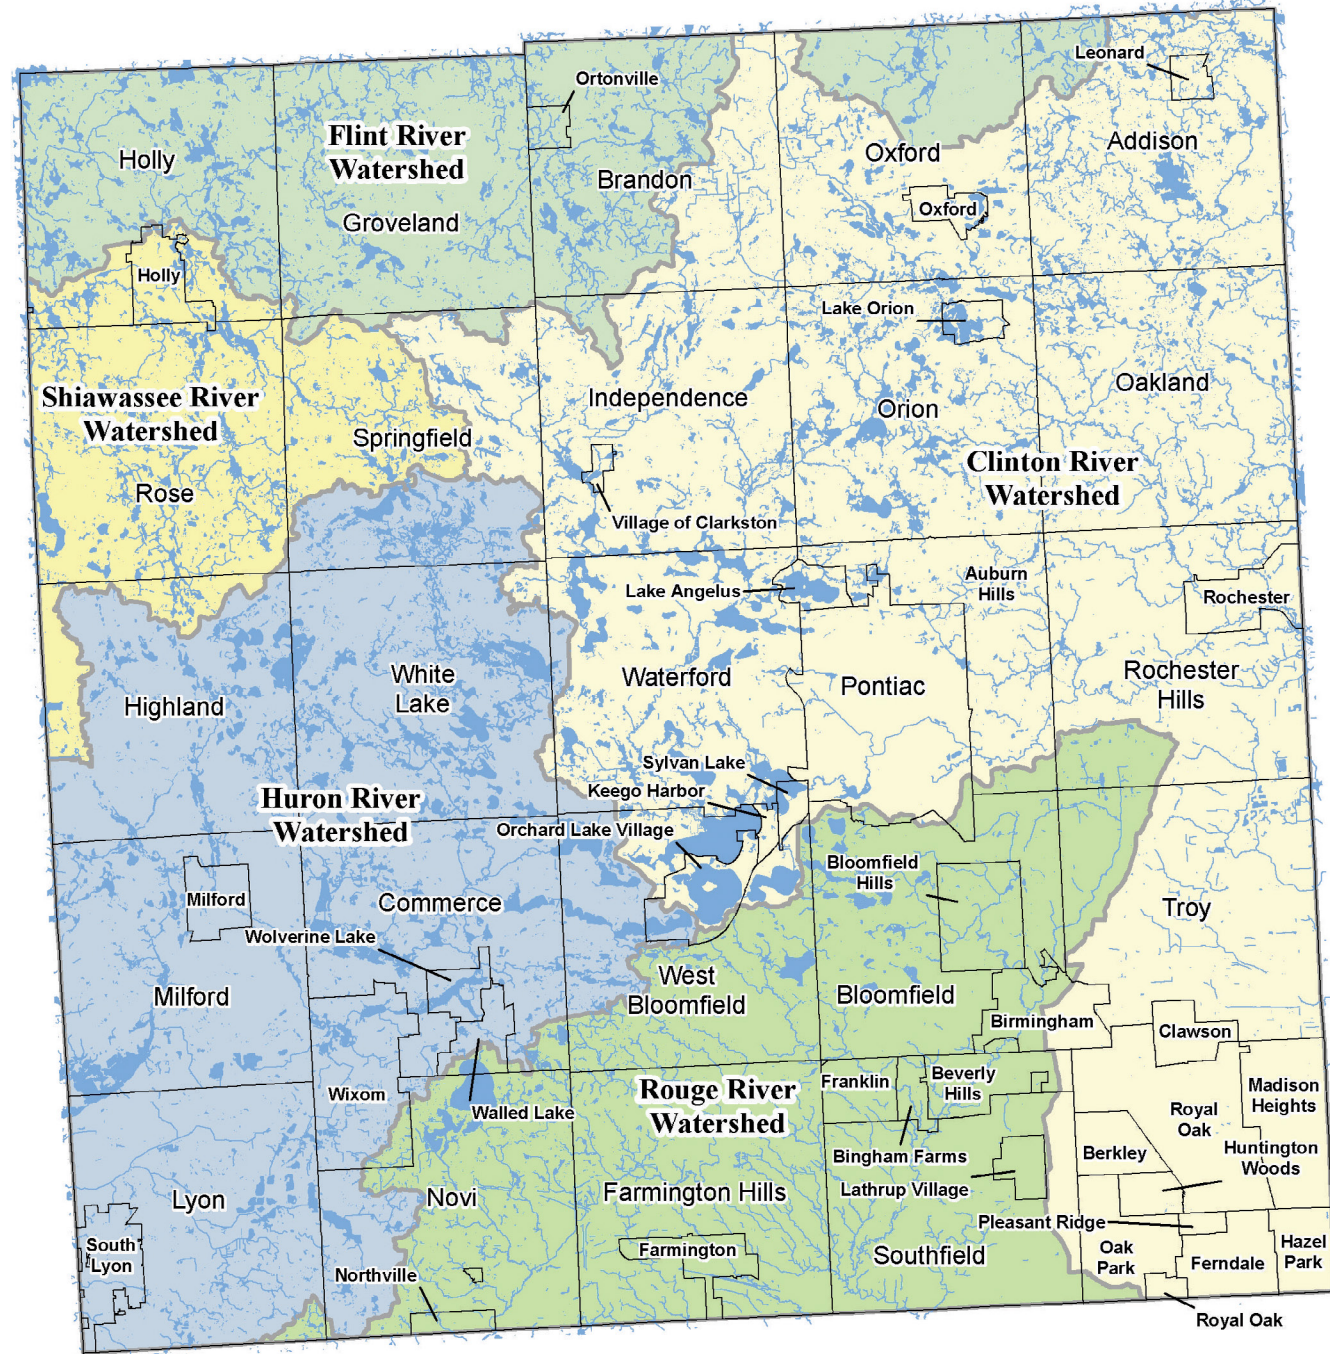 Leonard
Ortonville
Flint River
Watershed
Holly
Oxford
Addison
Brandon
Oxford
Groveland
Holly
Lake Orion
Shiawassee River
Watershed
Independence
Orion
Oakland
Springfield
Clinton River
Watershed
Rose
Village of Clarkston
Lake Angelus
Auburn
Hills
Rochester
White
Lake
Waterford
Pontiac
Rochester
Hills
Highland
Sylvan Lake
Keego Harbor
Huron River
Watershed
Orchard Lake Village
Bloomfield
Hills
Milford
Commerce
Troy
Wolverine Lake
Milford
West
Bloomfield
Bloomfield
Birmingham
Clawson
Rouge River
Watershed
Franklin
Beverly
Hills
Madison
Heights
Wixom
Walled Lake
Royal
Oak
Bingham Farms
Berkley
Huntington
Woods
Lyon
Novi
Farmington Hills
Lathrup Village
Pleasant Ridge
South
Lyon
Farmington
Southfield
Oak
Park
Ferndale
Hazel
Park
Northville
Royal Oak